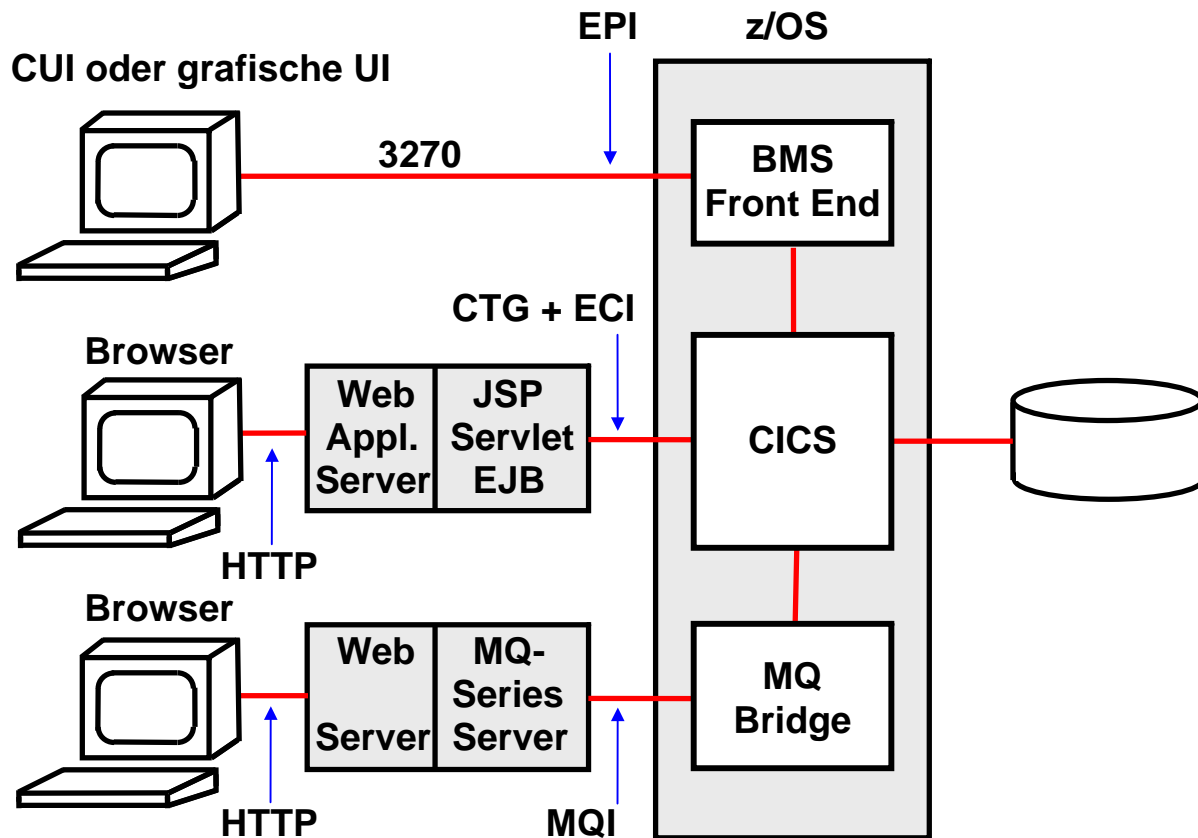 EPI
z/OS
CUI oder grafische UI
3270
BMS
Front End
CTG + ECI
Browser
Web
Appl.
Server
JSP
Servlet
EJB
CICS
HTTP
Browser
Web
Server
MQ-
Series
Server
MQ
Bridge
HTTP
MQI